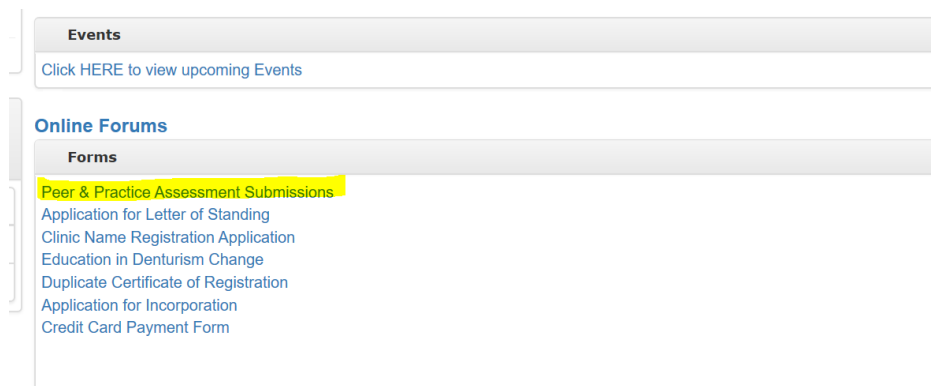 Events
Click HERE to view upcoming Events
Online Forums
Forms
Peer & Practice Assessment Submissions
Application for Letter of Standing
Clinic Name Registration Application
Education in Denturism Change
Duplicate Certificate of Registration
Application for Incorporation
Credit Card Payment Form